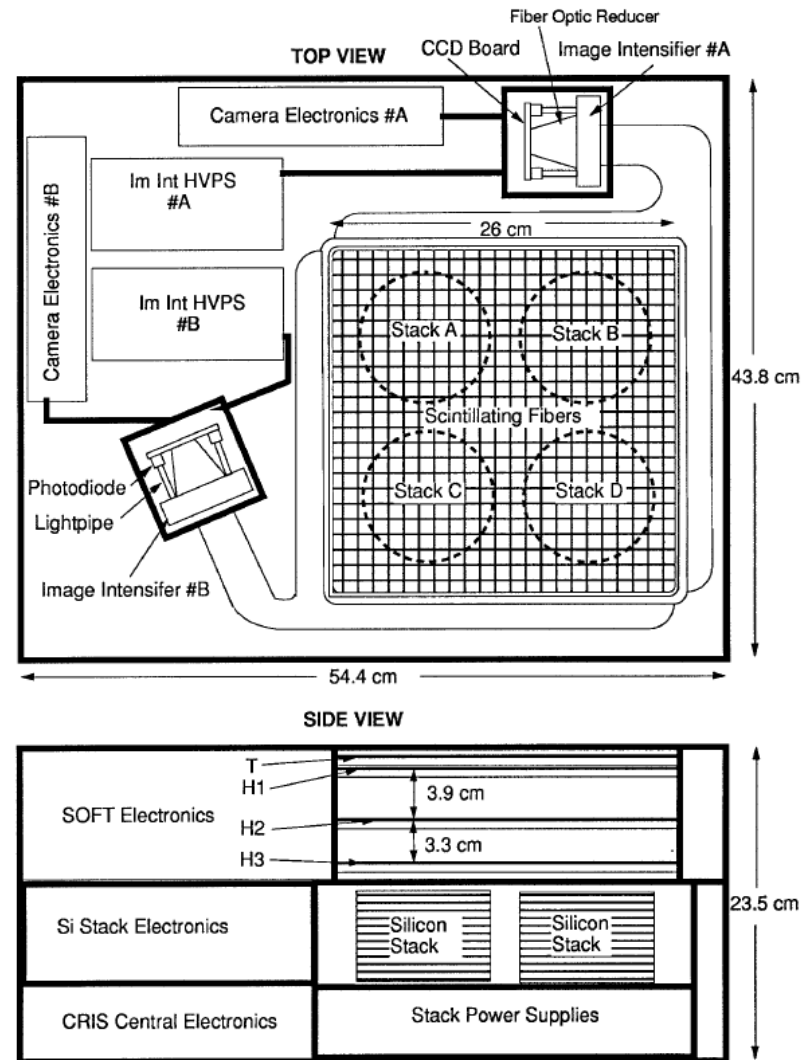 Fiber Optic Reducer
TOP VIEW
CCD Board
Image Intensifier #A
Camera Electronics #A
Camera Electronics #B
Im Int HVPS
#A
26 cm
Im Int HVPS
#B
Stack A
Stack B
43.8 cm
Scintillating Fibers
Photodiode
Stack C
Stack D
Lightpipe
Image Intensifer #B
54.4 cm
SIDE VIEW
T
H1
3.9 cm
SOFT Electronics
H2
3.3 cm
H3
23.5 cm
Si Stack Electronics
Silicon
Stack
Silicon
Stack
CRIS Central Electronics
Stack Power Supplies